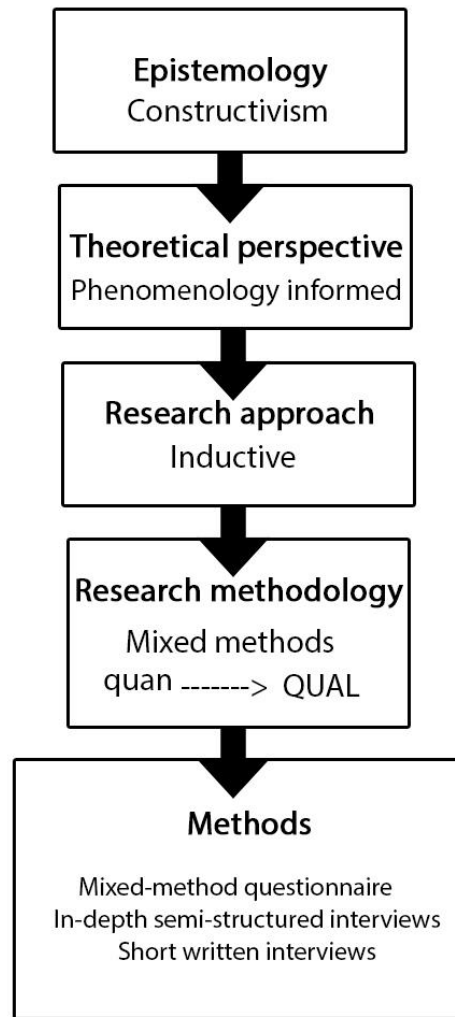 Epistemology
Constructivism
Theoretical perspective
Phenomenology informed
Research approach
Inductive
Research methodology
Mixed methods
quan -------> QUAL
Methods
Mixed-method questionnaire
In-depth semi-structured interviews
Short written interviews